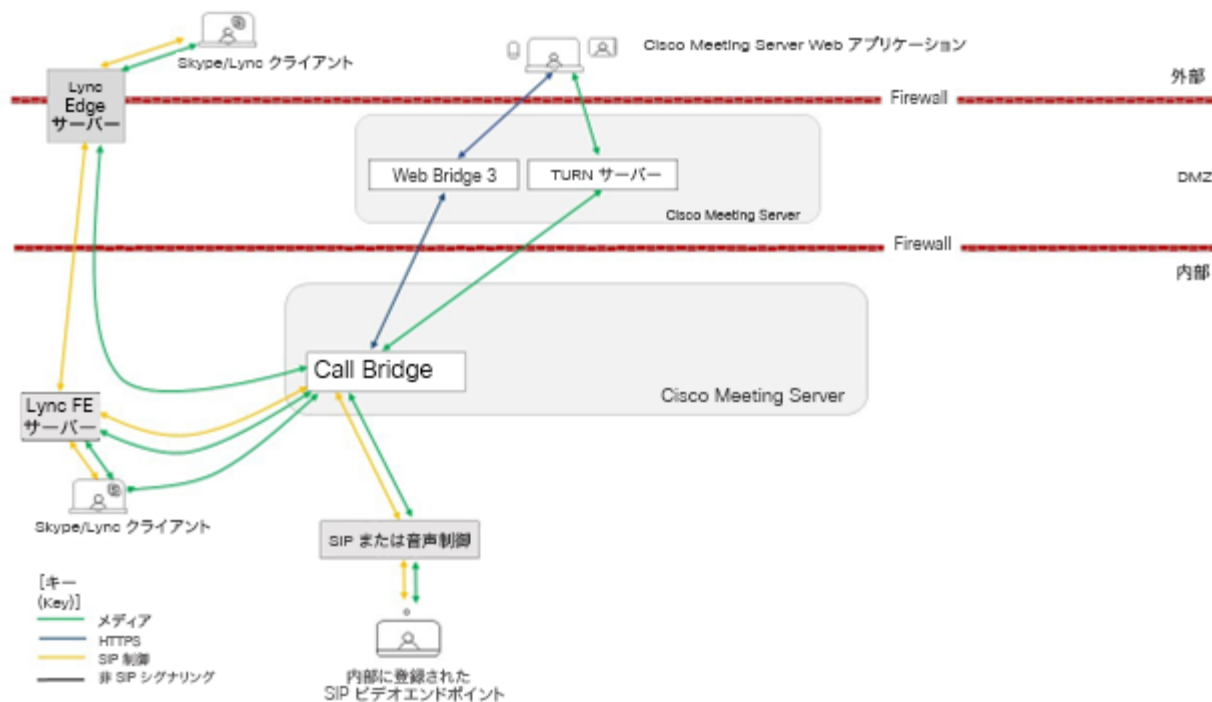 Skype/Lync クライアント
Cisco Meeting Server Web アプリケーション
外部
Lync
Edge
サーバー
Firewall
Web Bridge 3
TURN サーバー
DMZ
Cisco Meeting Server
Firewall
内部
Call Bridge
Cisco Meeting Server
Lync FE
サーバー
Skype/Lync クライアント
SIP または音声制御
[キー
(Key)]
メディア
HTTPS
SIP 制御
非 SIP シグナリング
内部に登録された
SIP ビデオエンドポイント